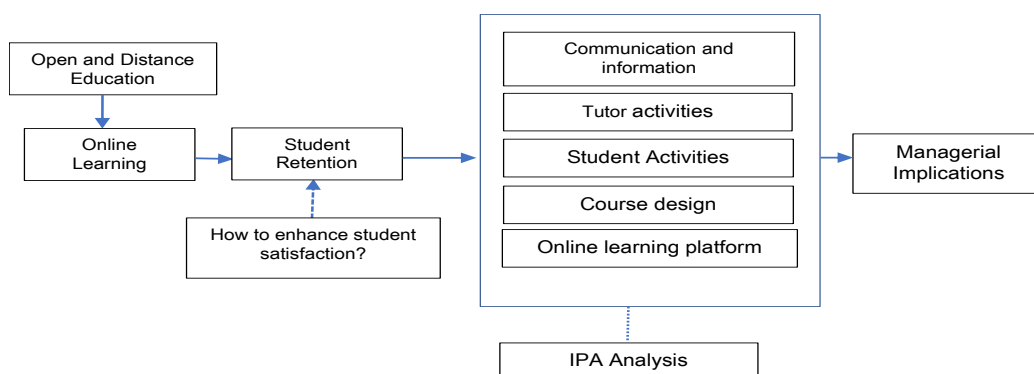 Open and Distance
Education
Online
Learning
Student
Retention
How to enhance student
satisfaction?
Communication and
information
Tutor activities
Student Activities
Course design
Online learning platform
IPA Analysis
Managerial
Implications